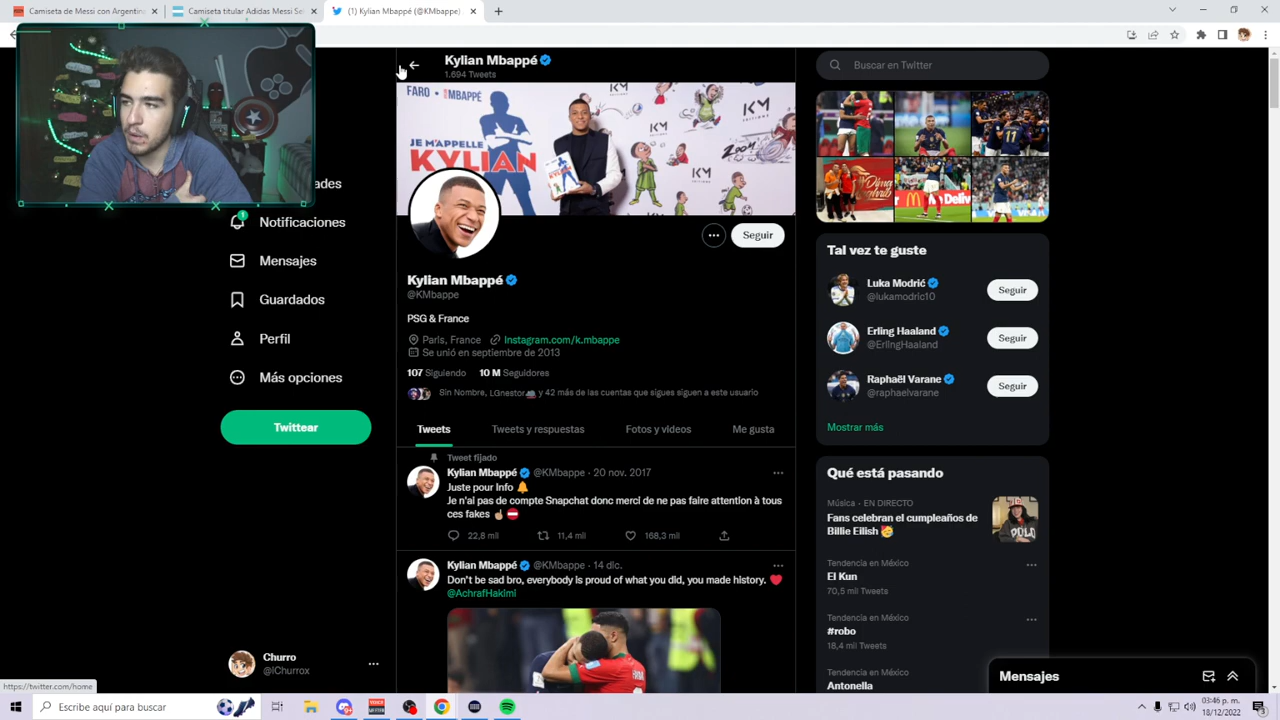 Camiseta de Messi con Argentina
Camiseta titular Adidas Messi Sel
(1) Kylian Mbappé (@KMbappe)
Kylian Mbappé
1.694 Tweets
Buscar en Twitter
FARO
MBAPPÉ
JE M'APPELLE
KYLIAN
KM
ZOOM
ades
Notificaciones
1
Mensajes
Guardados
Perfil
Más opciones
Twittear
Seguir
Kylian Mbappé
@KMbappe
PSG & France
Paris, France instagram.com/k.mbappe
Se unió en septiembre de 2013
107 Siguiendo 10 M Seguidores
Sin Nombre, LGnestor y 42 más de las cuentas que sigues siguen a este usuario
Tweets Tweets y respuestas Fotos y videos Me gusta
Tweet fijado
Kylian Mbappé @KMbappe · 20 nov. 2017
Juste pour Info 🔔
Je n'ai pas de compte Snapchat donc merci de ne pas faire attention à tous
ces fakes ☝🏼⛔
22,8 mil 11,4 mil 168,3 mil
Kylian Mbappé @KMbappe · 14 dic.
Don't be sad bro, everybody is proud of what you did, you made history. ♥️
@AchrafHakimi
11
Tal vez te guste
Luka Modrić
@lukamodric10
Seguir
Erling Haaland
@ErlingHaaland
Seguir
Raphaël Varane
@raphaelvarane
Seguir
Mostrar más
Qué está pasando
Música - EN DIRECTO
Fans celebran el cumpleaños de
Billie Eilish 🥳
Tendencia en México
El Kun
70,5 mil Tweets
Tendencia en México
#robo
18,4 mil Tweets
Tendencia en México
Antonella
Mensajes
Churro
@IChurrox
https://twitter.com/home
Escribe aquí para buscar
03:46 p. m.
18/12/2022
3